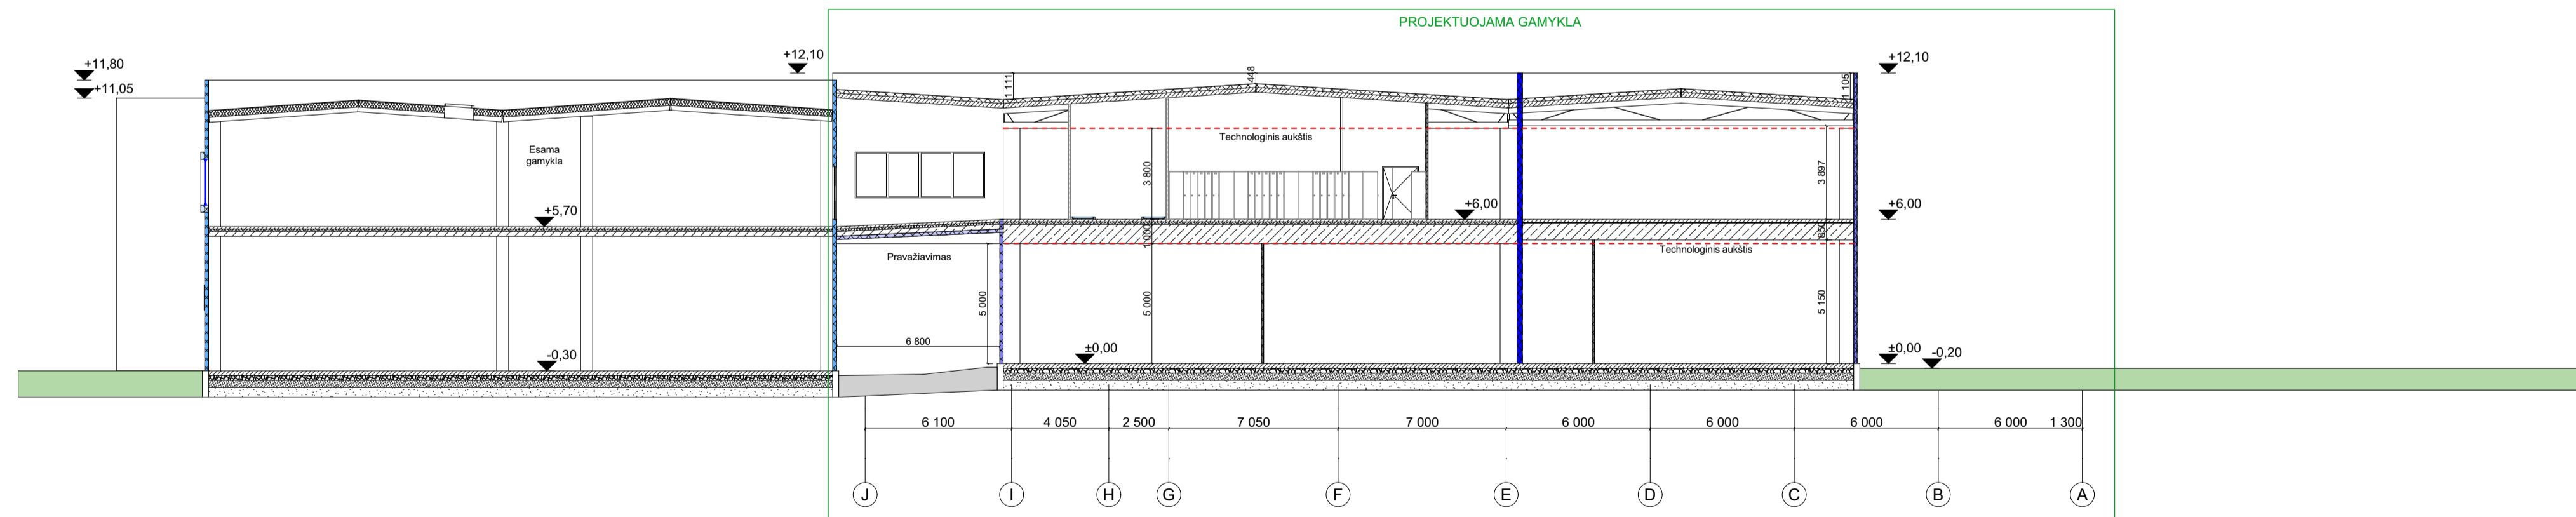 PROJEKTUOJAMA GAMYKLA
+12,10
+12,10
+11,80
+11,05
1 111
448
1 105
Technologinis aukštis
Esama
gamykla
3 800
3 897
+5,70
+6,00
+6,00
1 000
850
Pravažiavimas
Technologinis aukštis
5 000
5 000
5 150
6 800
-0,30
±0,00
±0,00
-0,20
6 100
4 050
2 500
7 050
7 000
6 000
6 000
6 000
6 000
1 300
J
I
H
G
F
E
D
C
B
A